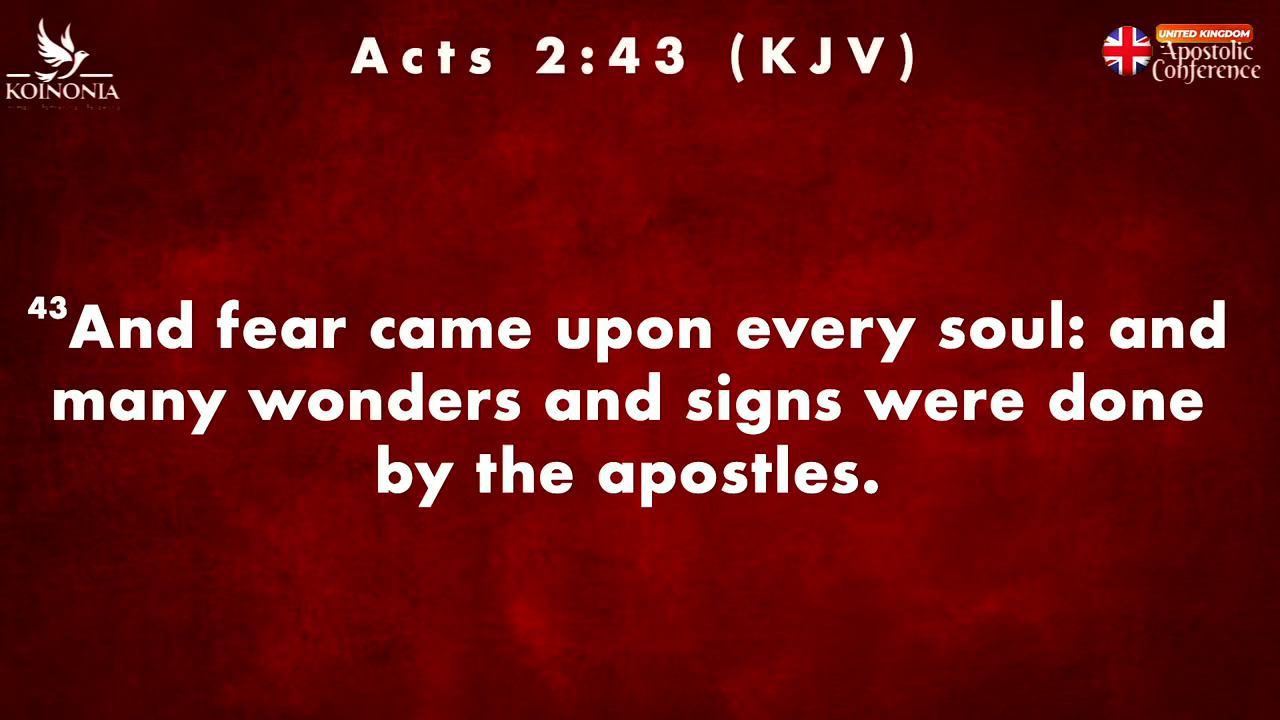 Acts 2:43 (KJV)
KOINONIA
UNITED KINGDOM
Apostolic
Conference
43And fear came upon every soul: and
many wonders and signs were done
by the apostles.